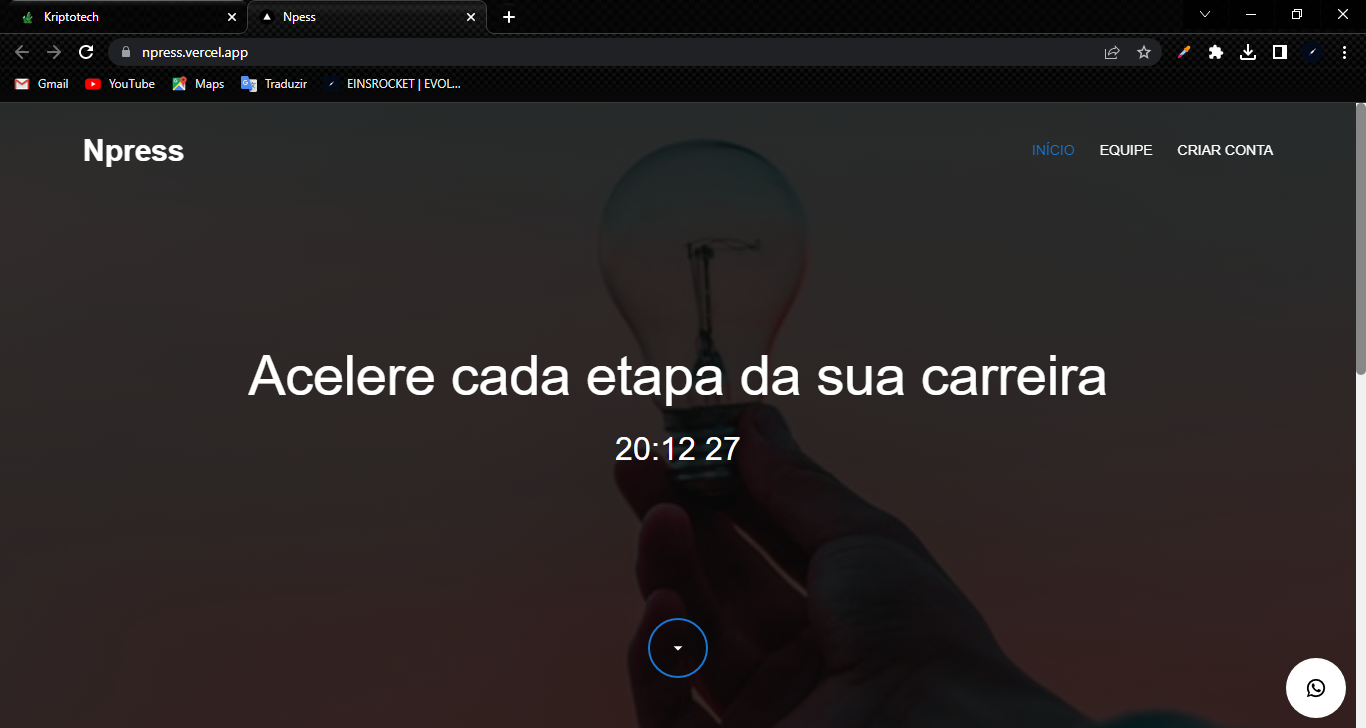 Kriptotech
Npess
npress.vercel.app
Gmail
YouTube
Maps
Traduzir
EINSROCKET | EVOL...
Npress
INÍCIO
EQUIPE
CRIAR CONTA
Acelere cada etapa da sua carreira
20:12 27